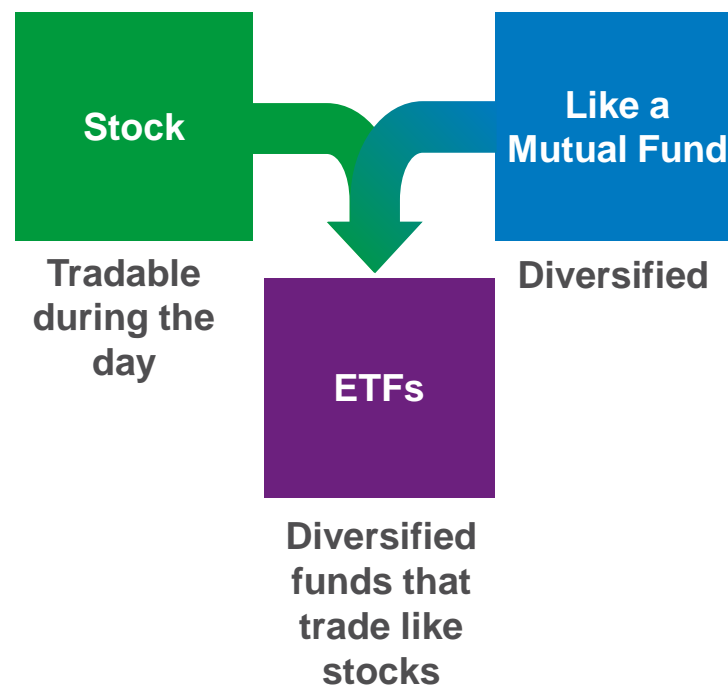 Stock
Tradable
during the
day
Like a
Mutual Fund
Diversified
ETFs
Diversified
funds that
trade like
stocks